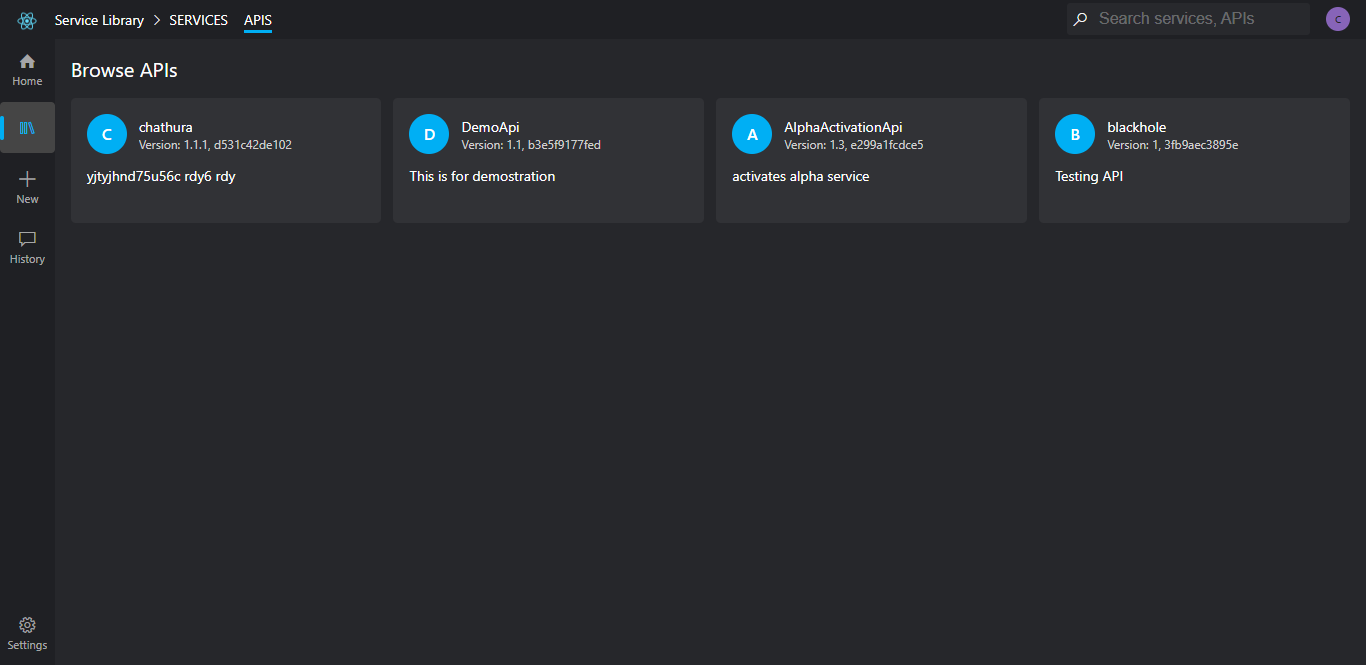 Service Library > SERVICES APIS
Search services, APIs
C
Home
New
History
Settings
Browse APIs
C
chathura
Version: 1.1.1, d531c42de102
yjtyjhnd75u56c rdy6 rdy
D
DemoApi
Version: 1.1, b3e5f9177fed
This is for demostration
A
AlphaActivationApi
Version: 1.3, e299a1fcdce5
activates alpha service
B
blackhole
Version: 1, 3fb9aec3895e
Testing API